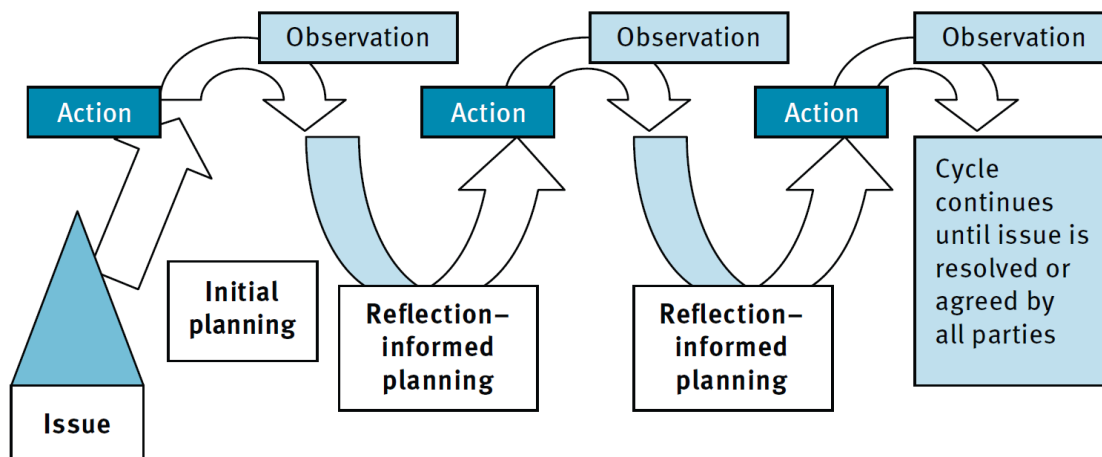 Observation
Observation
Observation
Action
Action
Action
Cycle
continues
until issue is
resolved or
agreed by
all parties
Initial
planning
Reflection–
informed
planning
Reflection–
informed
planning
Issue